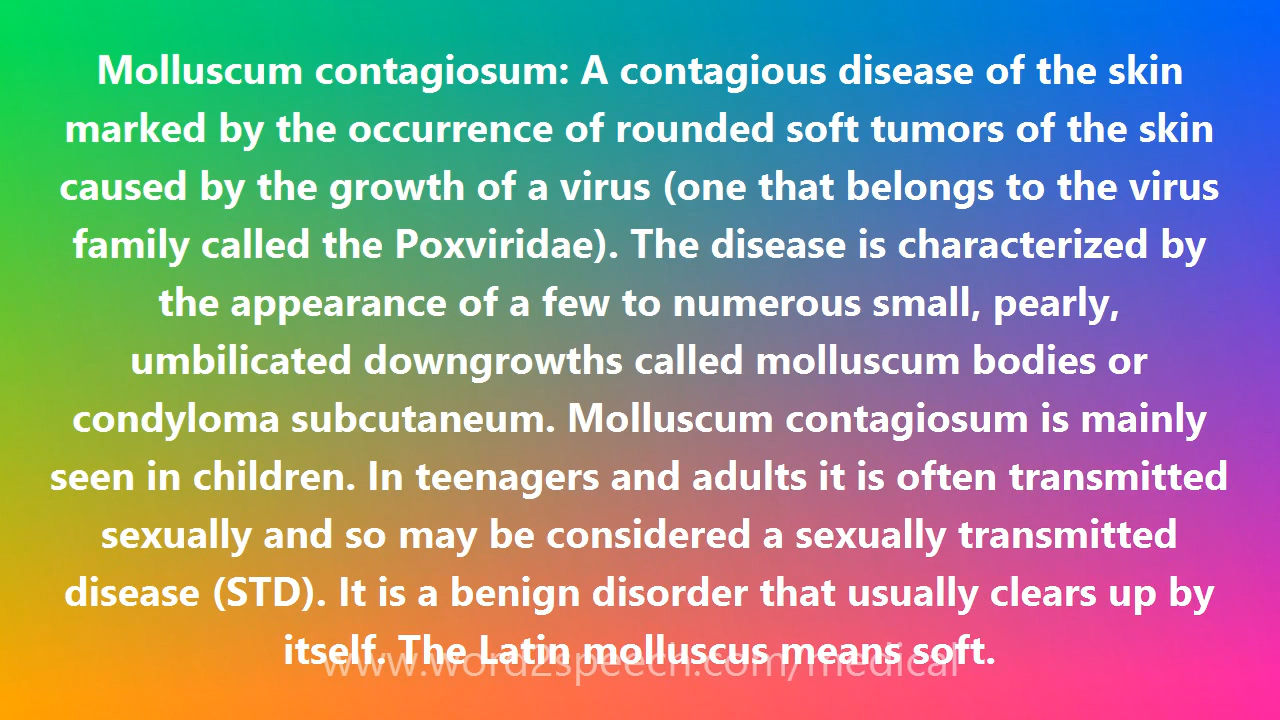 Molluscum contagiosum: A contagious disease of the skin
marked by the occurrence of rounded soft tumors of the skin
caused by the growth of a virus (one that belongs to the virus
family called the Poxviridae). The disease is characterized by
the appearance of a few to numerous small, pearly,
umbilicated downgrowths called molluscum bodies or
condyloma subcutaneum. Molluscum contagiosum is mainly
seen in children. In teenagers and adults it is often transmitted
sexually and so may be considered a sexually transmitted
disease (STD). It is a benign disorder that usually clears up by
itself. The Latin molluscus means soft.
www.word2speech.com/medical